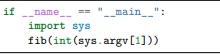 if __name__ == "__main__":
    import sys
    fib(int(sys.argv[1]))